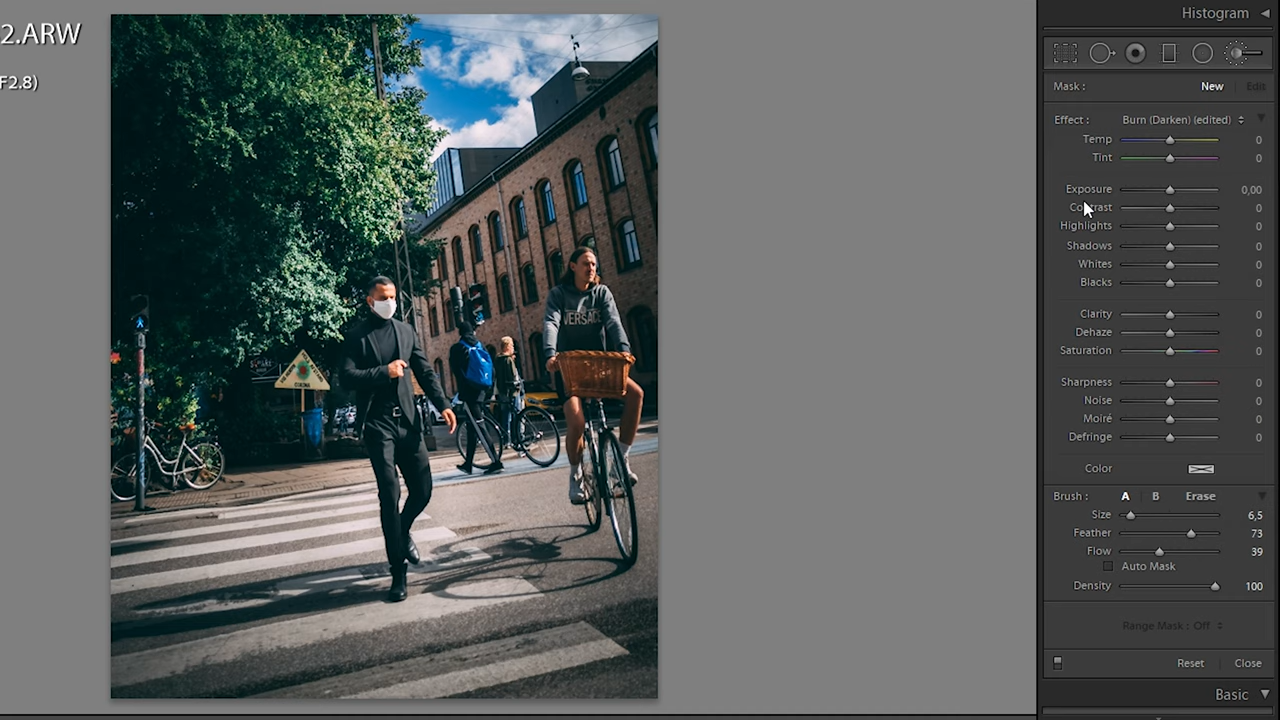 2.ARW
F2.8)
Histogram
Mask : New Edit
Effect : Burn (Darken) (edited)
Temp 0
Tint 0
Exposure 0,00
Contrast 0
Highlights 0
Shadows 0
Whites 0
Blacks 0
Clarity 0
Dehaze 0
Saturation 0
Sharpness 0
Noise 0
Moiré 0
Defringe 0
Color
Brush : A B Erase
Size 6,5
Feather 73
Flow 39
Auto Mask
Density 100
Range Mask : Off
Reset Close
Basic
VERSACE